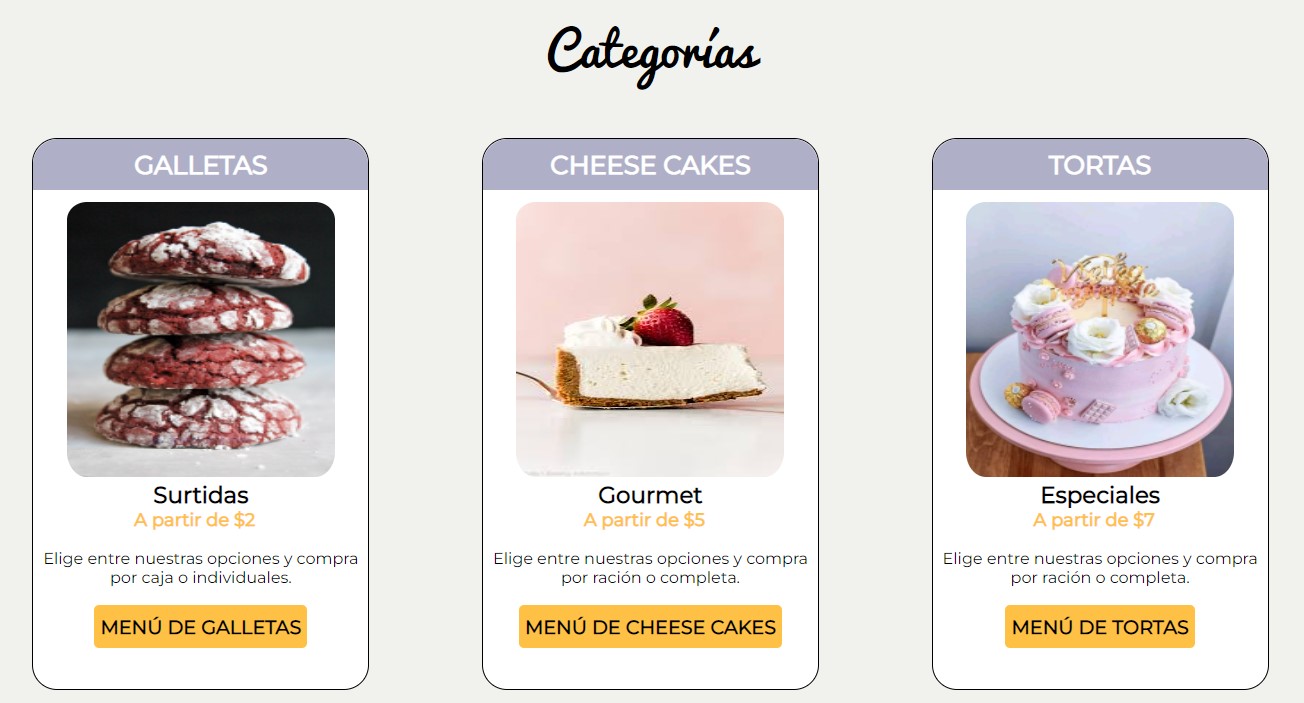 Categorías
GALLETAS
Surtidas
A partir de $2
Elige entre nuestras opciones y compra
por caja o individuales.
MENÚ DE GALLETAS
CHEESE CAKES
Gourmet
A partir de $5
Elige entre nuestras opciones y compra
por ración o completa.
MENÚ DE CHEESE CAKES
TORTAS
Especiales
A partir de $7
Elige entre nuestras opciones y compra
por ración o completa.
MENÚ DE TORTAS